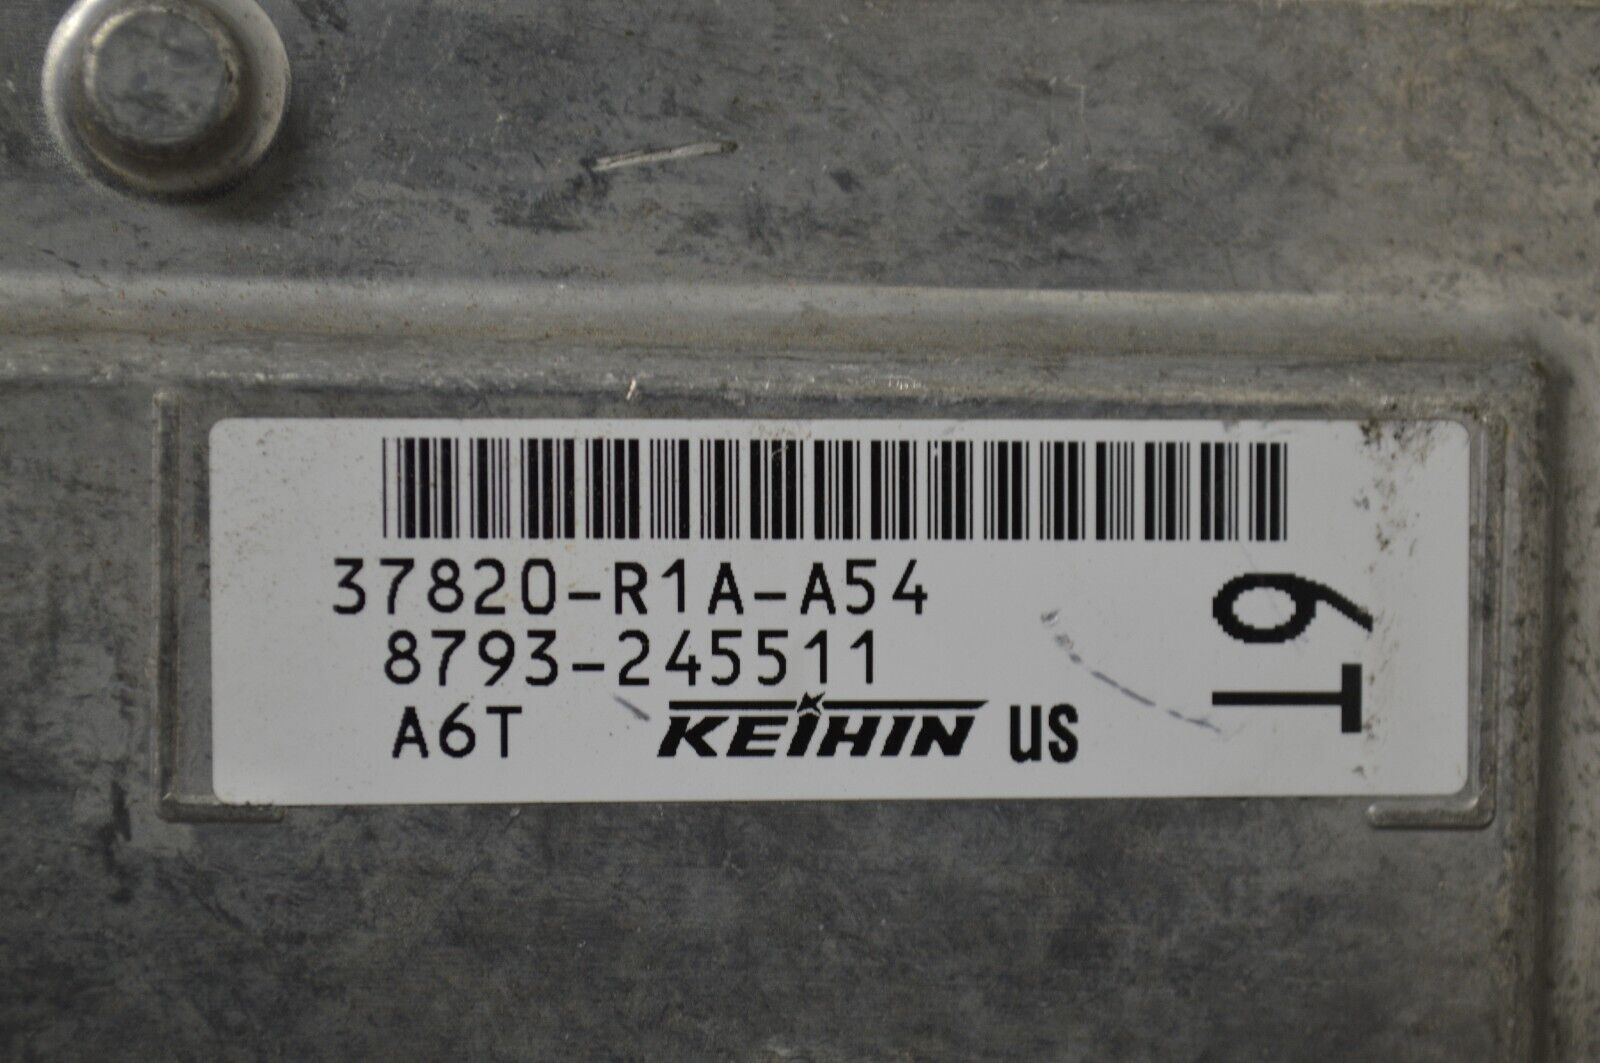 37820-R1A-A54
8793-245511
A6T KEIHIN US
6T